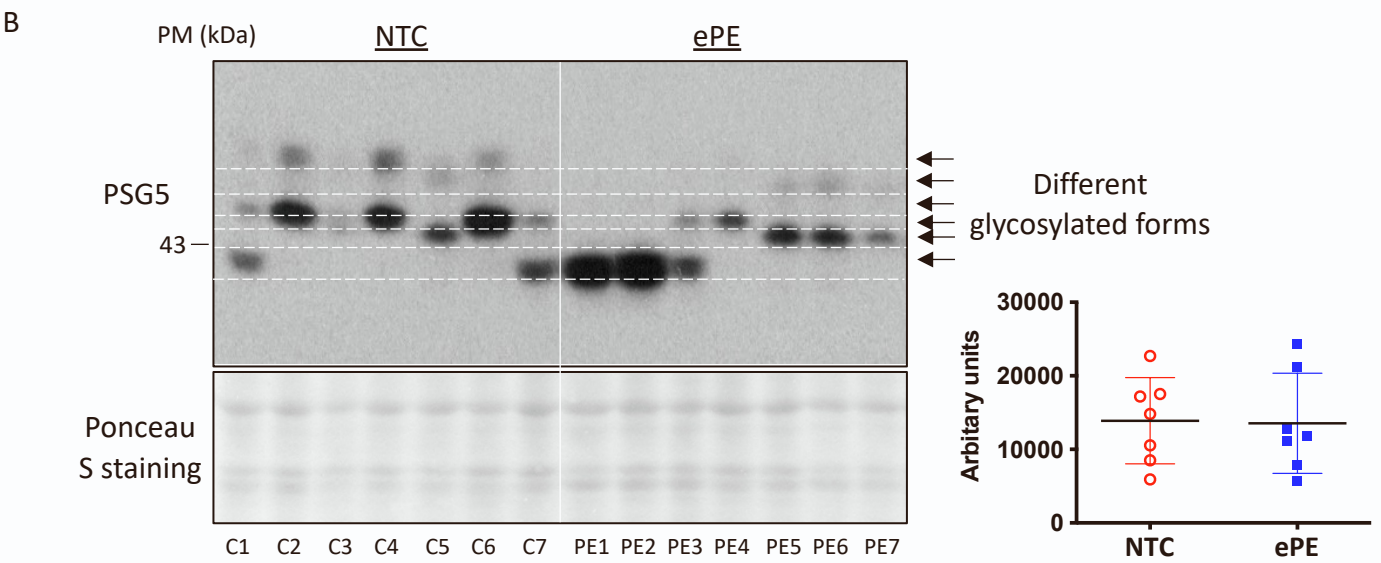 B
PM (kDa)
NTC
ePE
PSG5
43
Different
glycosylated forms
Ponceau
S staining
C1 C2 C3 C4 C5 C6 C7 PE1 PE2 PE3 PE4 PE5 PE6 PE7
Arbitary units
30000
20000
10000
0
NTC ePE